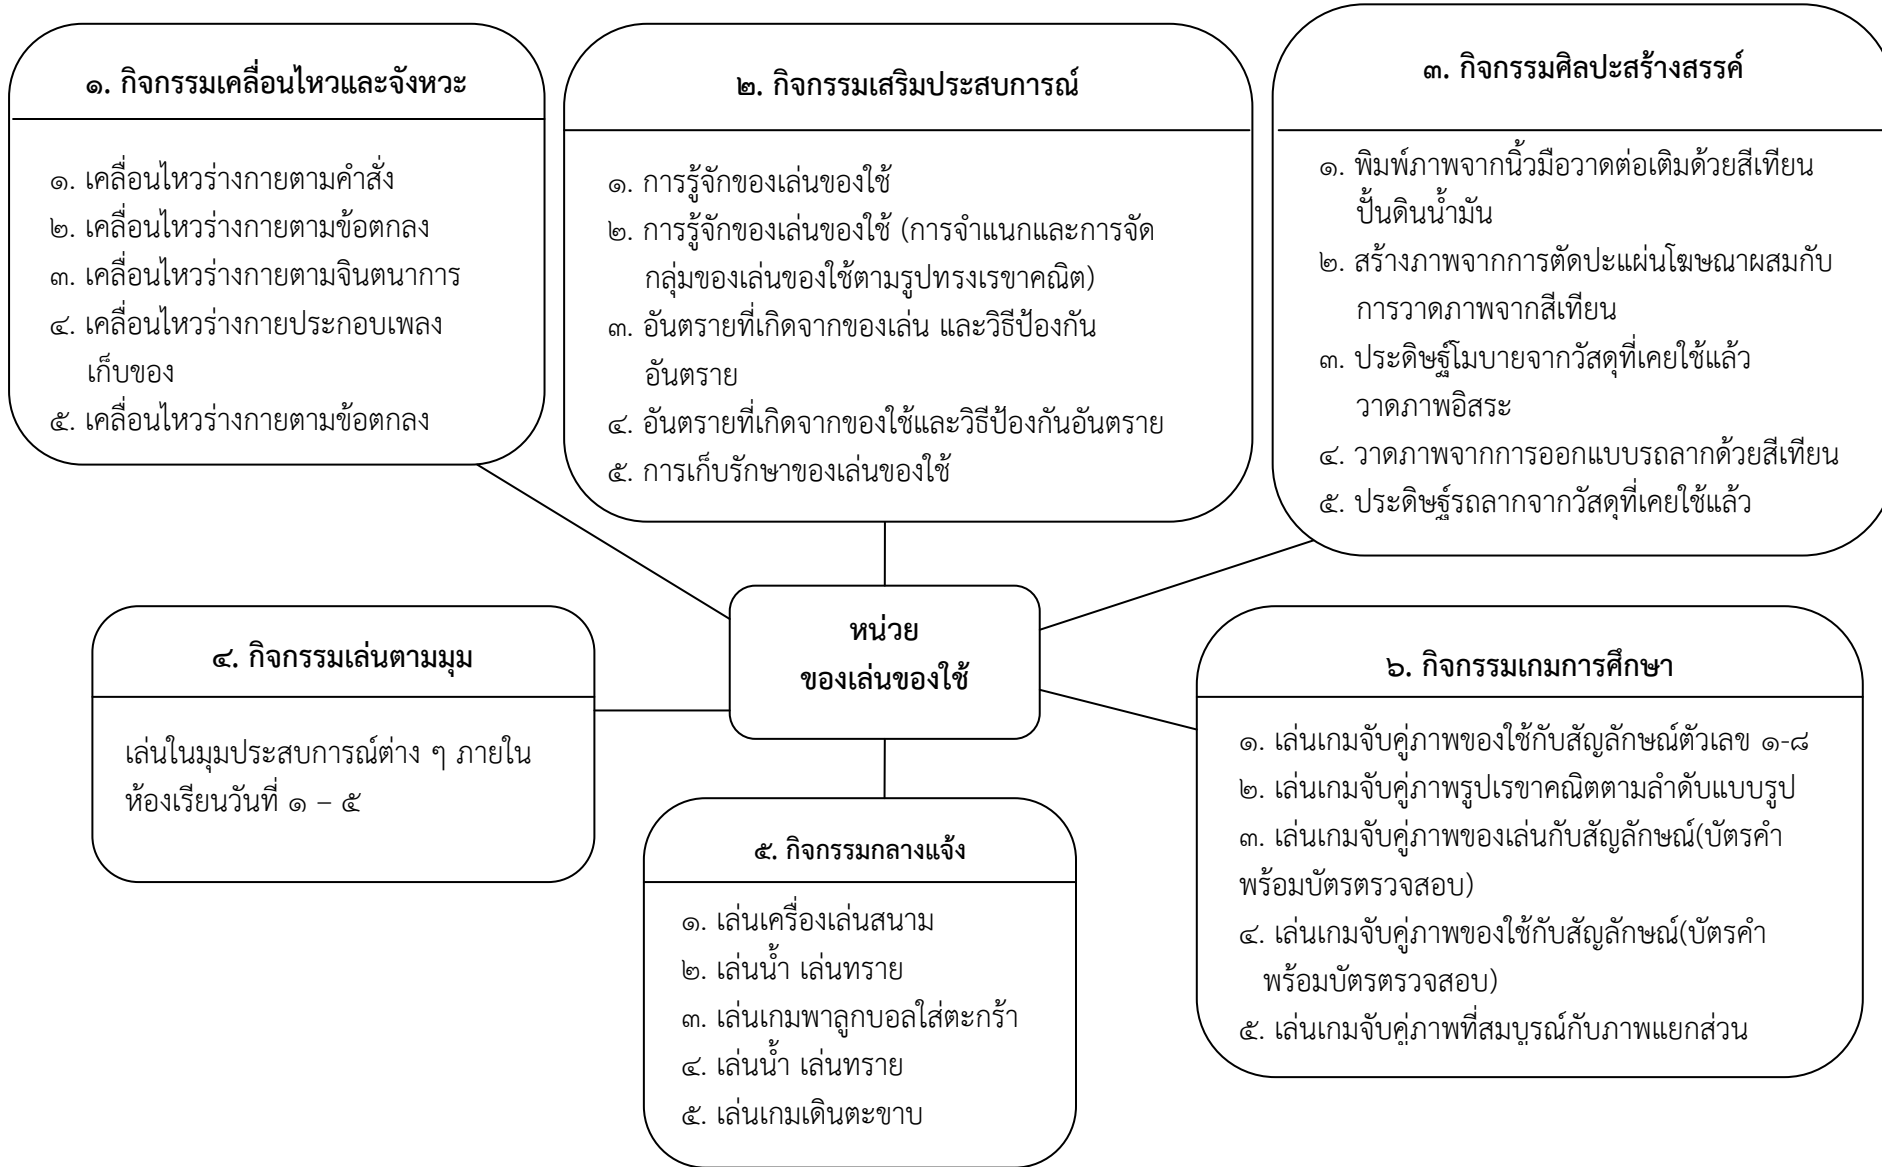 ๑. กิจกรรมเคลื่อนไหวและจังหวะ
๑. เคลื่อนไหวร่างกายตามคำสั่ง
๒. เคลื่อนไหวร่างกายตามข้อตกลง
๓. เคลื่อนไหวร่างกายตามจินตนาการ
๔. เคลื่อนไหวร่างกายประกอบเพลง
เก็บของ
๕. เคลื่อนไหวร่างกายตามข้อตกลง
๒. กิจกรรมเสริมประสบการณ์
๑. การรู้จักของเล่นของใช้
๒. การรู้จักของเล่นของใช้ (การจำแนกและการจัด
กลุ่มของเล่นของใช้ตามรูปทรงเรขาคณิต)
๓. อันตรายที่เกิดจากของเล่น และวิธีป้องกัน
อันตราย
๔. อันตรายที่เกิดจากของใช้และวิธีป้องกันอันตราย
๕. การเก็บรักษาของเล่นของใช้
๓. กิจกรรมศิลปะสร้างสรรค์
๑. พิมพ์ภาพจากนิ้วมือวาดต่อเติมด้วยสีเทียน
ปั้นดินน้ำมัน
๒. สร้างภาพจากการตัดปะแผ่นโฆษณาผสมกับ
การวาดภาพจากสีเทียน
๓. ประดิษฐ์โมบายจากวัสดุที่เคยใช้แล้ว
วาดภาพอิสระ
๔. วาดภาพจากการออกแบบรถลากด้วยสีเทียน
๕. ประดิษฐ์รถลากจากวัสดุที่เคยใช้แล้ว
หน่วย
ของเล่นของใช้
๔. กิจกรรมเล่นตามมุม
เล่นในมุมประสบการณ์ต่าง ๆ ภายใน
ห้องเรียนวันที่ ๑ – ๕
๕. กิจกรรมกลางแจ้ง
๑. เล่นเครื่องเล่นสนาม
๒. เล่นน้ำ เล่นทราย
๓. เล่นเกมพาลูกบอลใส่ตะกร้า
๔. เล่นน้ำ เล่นทราย
๕. เล่นเกมเดินตะขาบ
๖. กิจกรรมเกมการศึกษา
๑. เล่นเกมจับคู่ภาพของใช้กับสัญลักษณ์ตัวเลข ๑-๘
๒. เล่นเกมจับคู่ภาพรูปเรขาคณิตตามลำดับแบบรูป
๓. เล่นเกมจับคู่ภาพของเล่นกับสัญลักษณ์(บัตรคำ
พร้อมบัตรตรวจสอบ)
๔. เล่นเกมจับคู่ภาพของใช้กับสัญลักษณ์(บัตรคำ
พร้อมบัตรตรวจสอบ)
๕. เล่นเกมจับคู่ภาพที่สมบูรณ์กับภาพแยกส่วน